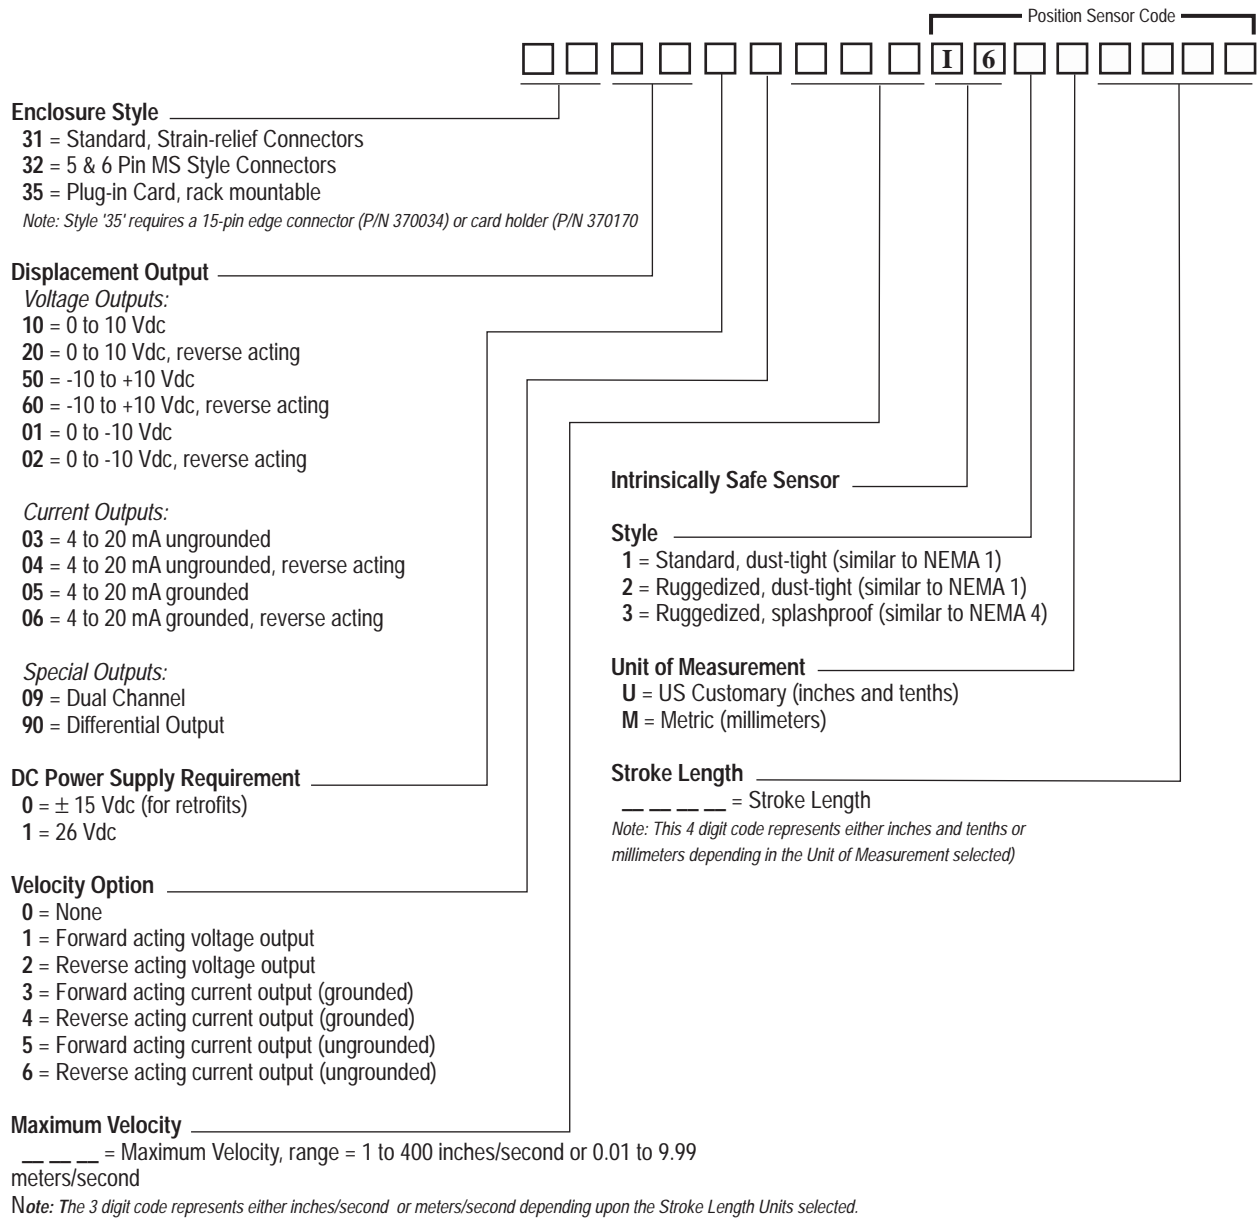 Position Sensor Code
I 6
Enclosure Style
31 = Standard, Strain-relief Connectors
32 = 5 & 6 Pin MS Style Connectors
35 = Plug-in Card, rack mountable
Note: Style '35' requires a 15-pin edge connector (P/N 370034) or card holder (P/N 370170
Displacement Output
Voltage Outputs:
10 = 0 to 10 Vdc
20 = 0 to 10 Vdc, reverse acting
50 = -10 to +10 Vdc
60 = -10 to +10 Vdc, reverse acting
01 = 0 to -10 Vdc
02 = 0 to -10 Vdc, reverse acting
Current Outputs:
03 = 4 to 20 mA ungrounded
04 = 4 to 20 mA ungrounded, reverse acting
05 = 4 to 20 mA grounded
06 = 4 to 20 mA grounded, reverse acting
Special Outputs:
09 = Dual Channel
90 = Differential Output
DC Power Supply Requirement
0 = ± 15 Vdc (for retrofits)
1 = 26 Vdc
Velocity Option
0 = None
1 = Forward acting voltage output
2 = Reverse acting voltage output
3 = Forward acting current output (grounded)
4 = Reverse acting current output (grounded)
5 = Forward acting current output (ungrounded)
6 = Reverse acting current output (ungrounded)
Maximum Velocity
__ __ __ = Maximum Velocity, range = 1 to 400 inches/second or 0.01 to 9.99
meters/second
Note: The 3 digit code represents either inches/second or meters/second depending upon the Stroke Length Units selected.
Intrinsically Safe Sensor
Style
1 = Standard, dust-tight (similar to NEMA 1)
2 = Ruggedized, dust-tight (similar to NEMA 1)
3 = Ruggedized, splashproof (similar to NEMA 4)
Unit of Measurement
U = US Customary (inches and tenths)
M = Metric (millimeters)
Stroke Length
__ __ __ __ = Stroke Length
Note: This 4 digit code represents either inches and tenths or
millimeters depending in the Unit of Measurement selected)